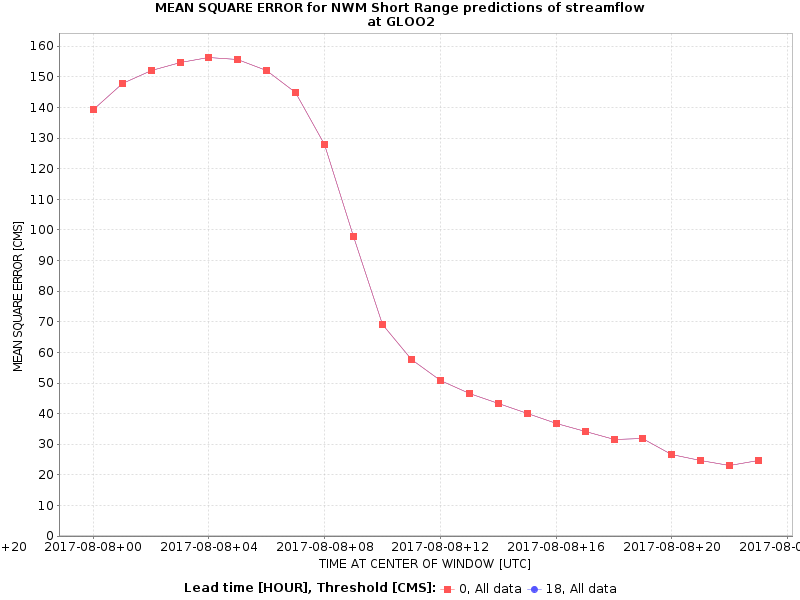 MEAN SQUARE ERROR for NWM Short Range predictions of streamflow
at GLOO2
160
150
140
130
120
110
100
90
80
70
60
50
40
30
20
10
0
MEAN SQUARE ERROR [CMS]
+20 2017-08-08+00 2017-08-08+04 2017-08-08+08 2017-08-08+12 2017-08-08+16 2017-08-08+20 2017-08-0
TIME AT CENTER OF WINDOW [UTC]
Lead time [HOUR], Threshold [CMS]: 0, All data 18, All data